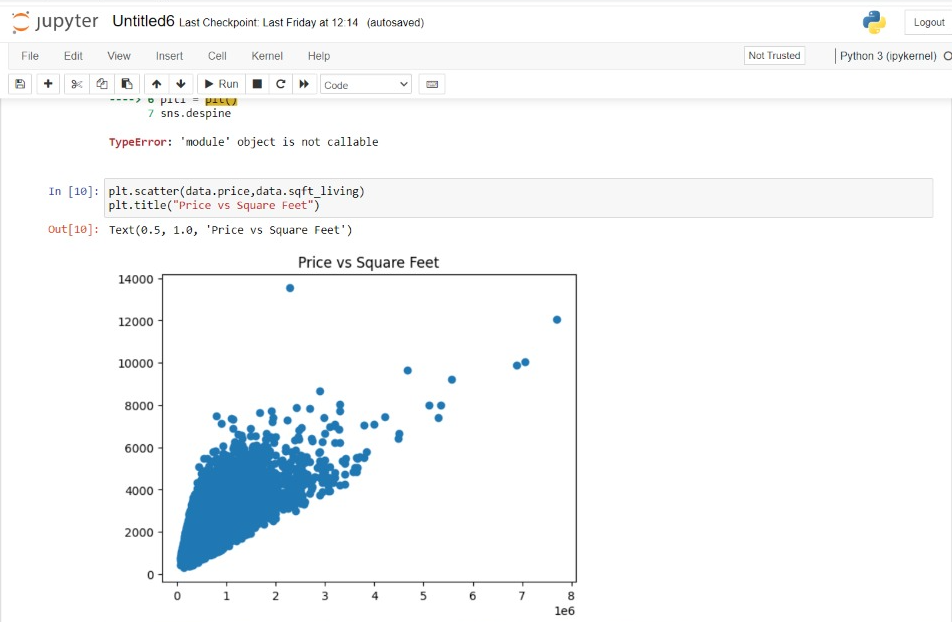 jupyter Untitled6 Last Checkpoint: Last Friday at 12:14 (autosaved)
Logout
File Edit View Insert Cell Kernel Help
Not Trusted
Python 3 (ipykernel)
Run
Code
----> 6 plt1 = plt()
7 sns.despine
TypeError: 'module' object is not callable
In [10]: plt.scatter(data.price,data.sqft_living)
plt.title("Price vs Square Feet")
Out[10]: Text(0.5, 1.0, 'Price vs Square Feet')
Price vs Square Feet
14000
12000
10000
8000
6000
4000
2000
0
0 1 2 3 4 5 6 7 8
1e6